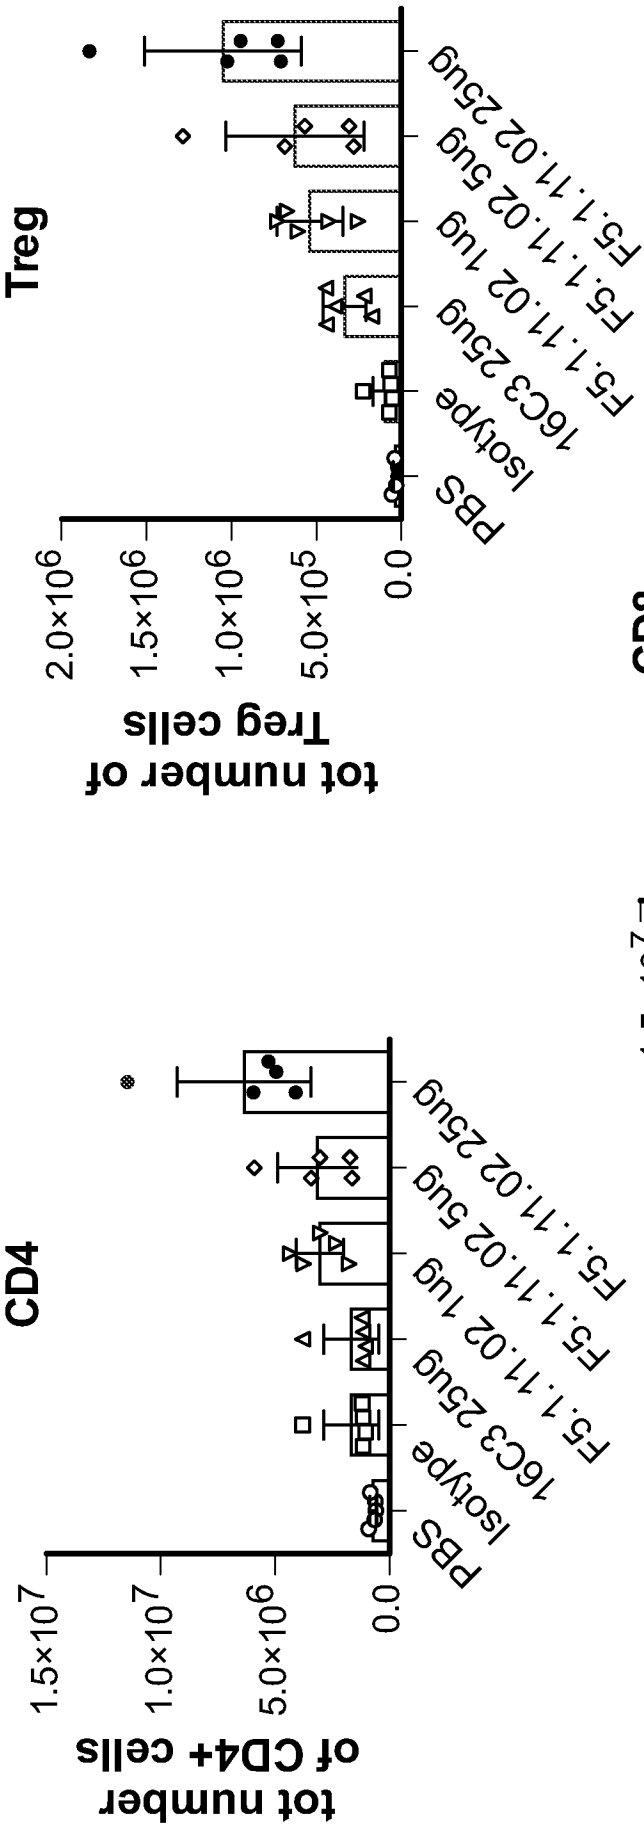 CD4
tot number
of CD4+ cells
1.5×10⁷
1.0×10⁷
5.0×10⁶
0.0
PBS
Isotype
16C3 25ug
F5.1.11.02 1ug
F5.1.11.02 5ug
F5.1.11.02 25ug
Treg
tot number of
Treg cells
2.0×10⁶
1.5×10⁶
1.0×10⁶
5.0×10⁵
0.0
PBS
Isotype
16C3 25ug
F5.1.11.02 1ug
F5.1.11.02 5ug
F5.1.11.02 25ug